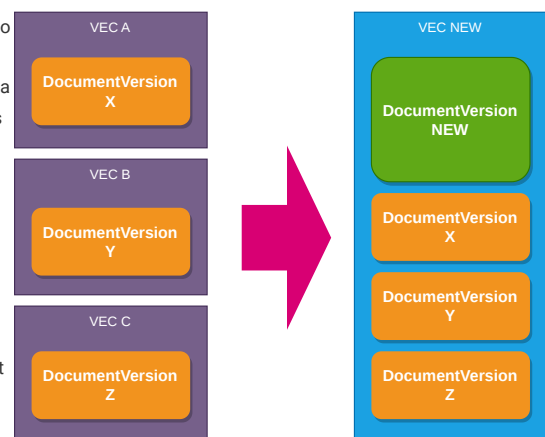 o
a
s
t
VEC A
DocumentVersion
X
VEC B
DocumentVersion
Y
VEC C
DocumentVersion
Z
VEC NEW
DocumentVersion
NEW
DocumentVersion
X
DocumentVersion
Y
DocumentVersion
Z